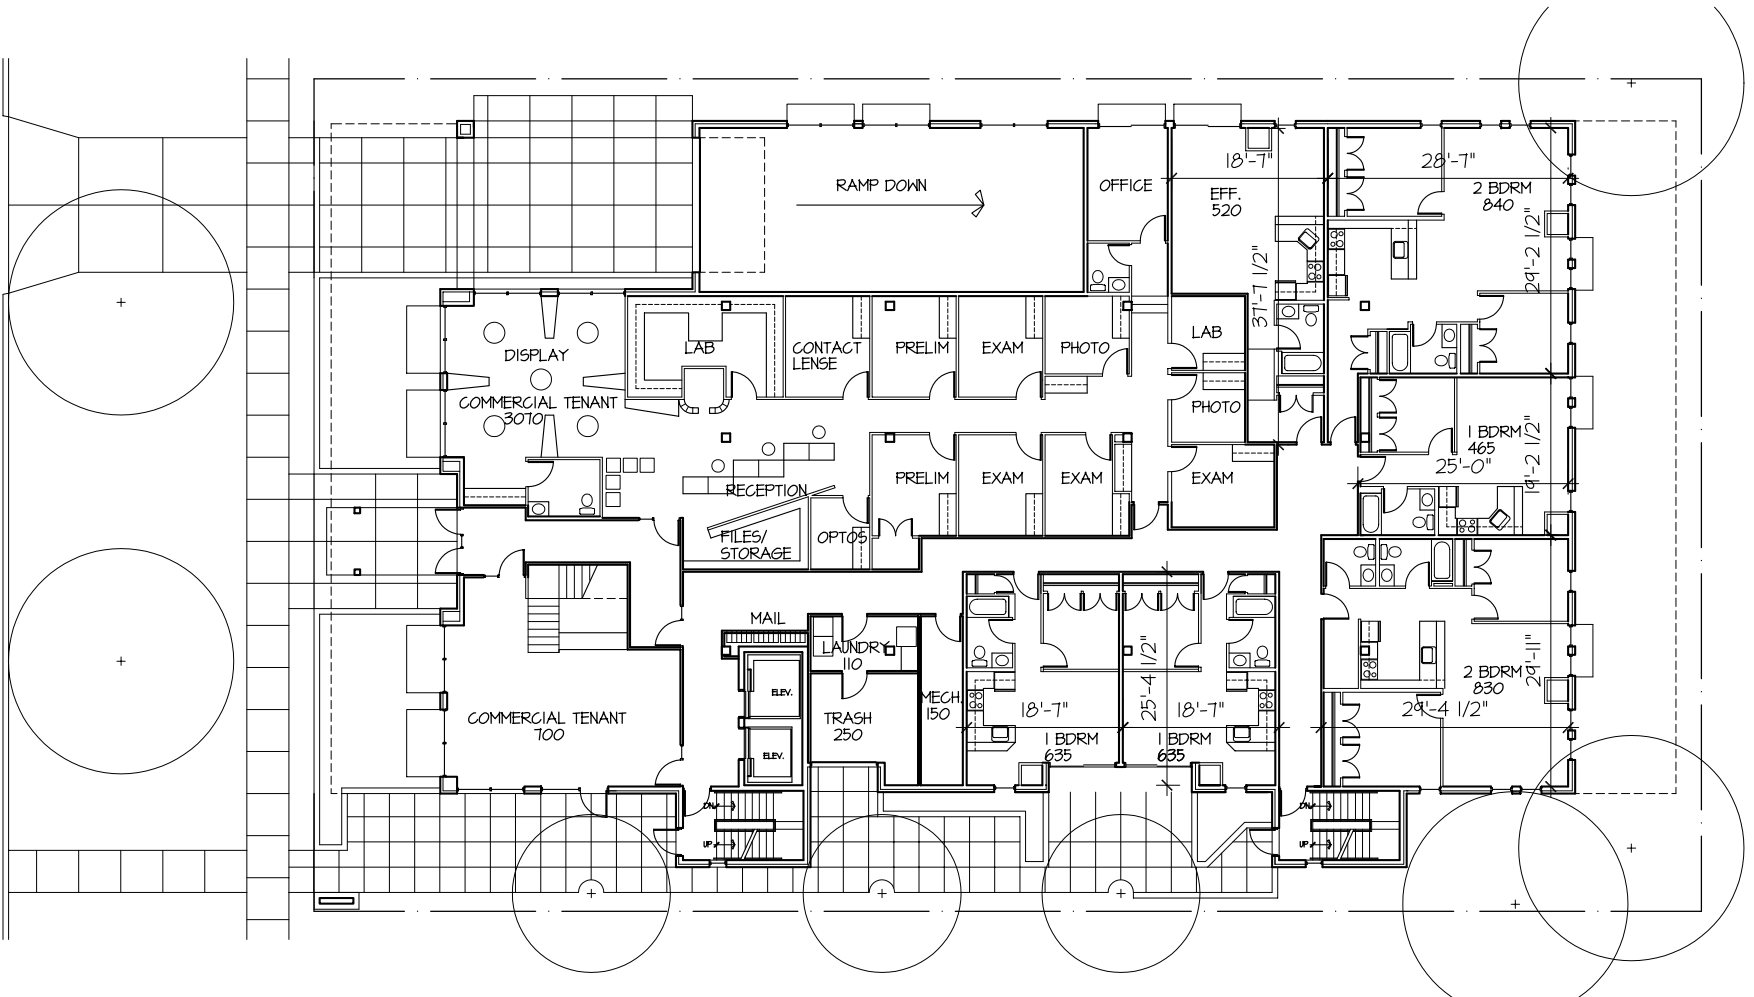 RAMP DOWN
OFFICE
18'-7"
EFF.
520
28'-7"
2 BDRM
840
29'-2 1/2"
37'-7 1/2"
DISPLAY
LAB
CONTACT
LENSE
PRELIM
EXAM
PHOTO
LAB
COMMERCIAL TENANT
3070
PHOTO
1 BDRM
465
25'-0"
19'-2 1/2"
RECEPTION
PRELIM
EXAM
EXAM
EXAM
FILES/
STORAGE
OPTOS
MAIL
LAUNDRY
110
ELEV.
ELEV.
COMMERCIAL TENANT
700
TRASH
250
MECH.
150
18'-7"
1 BDRM
635
25'-4 1/2"
18'-7"
1 BDRM
635
2 BDRM
830
29'-11"
29'-4 1/2"
DN
UP
DN
UP